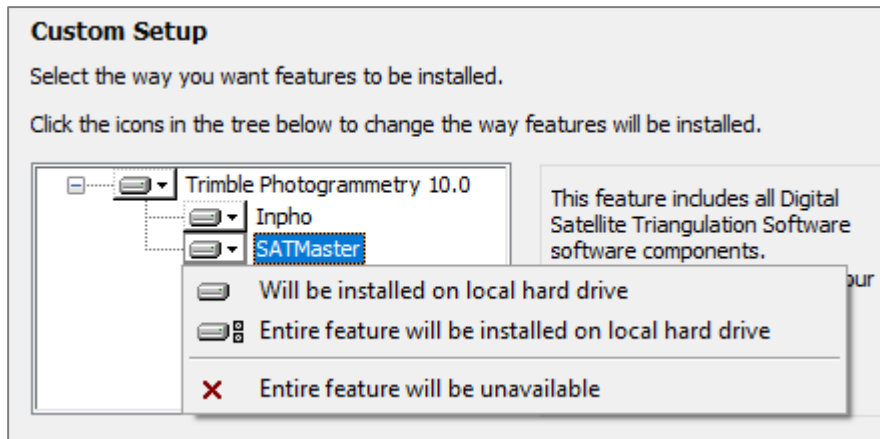 Custom Setup
Select the way you want features to be installed.
Click the icons in the tree below to change the way features will be installed.
Trimble Photogrammetry 10.0
Inpho
SATMaster
This feature includes all Digital
Satellite Triangulation Software
software components.
Will be installed on local hard drive
Entire feature will be installed on local hard drive
Entire feature will be unavailable